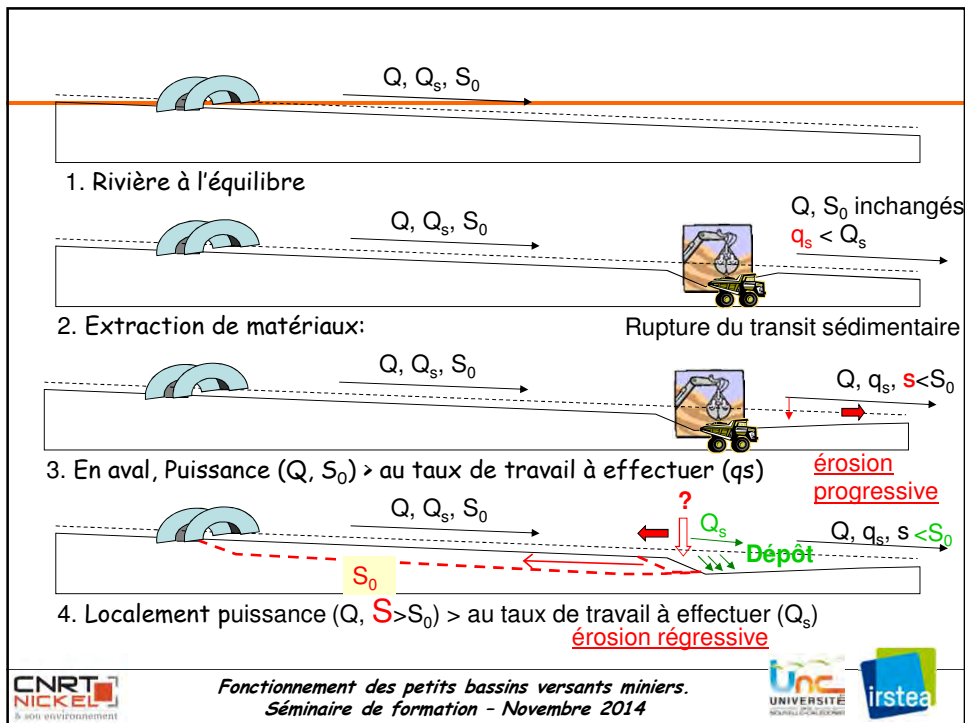 Q, Qs, S0
1. Rivière à l'équilibre
Q, Qs, S0
Q, S0 inchangés
qs < Qs
2. Extraction de matériaux:
Rupture du transit sédimentaire
Q, Qs, S0
Q, qs, s<S0
3. En aval, Puissance (Q, S0) > au taux de travail à effectuer (qs)
érosion
progressive
Q, Qs, S0
?
Qs
Q, qs, s <S0
Dépôt
S0
4. Localement puissance (Q, S>S0) > au taux de travail à effectuer (Qs)
érosion régressive
CNRT
NICKEL
& son environnement
Fonctionnement des petits bassins versants miniers.
Séminaire de formation – Novembre 2014
Unc
UNIVERSITÉ
NOUVELLE-CALÉDONIE
irstea